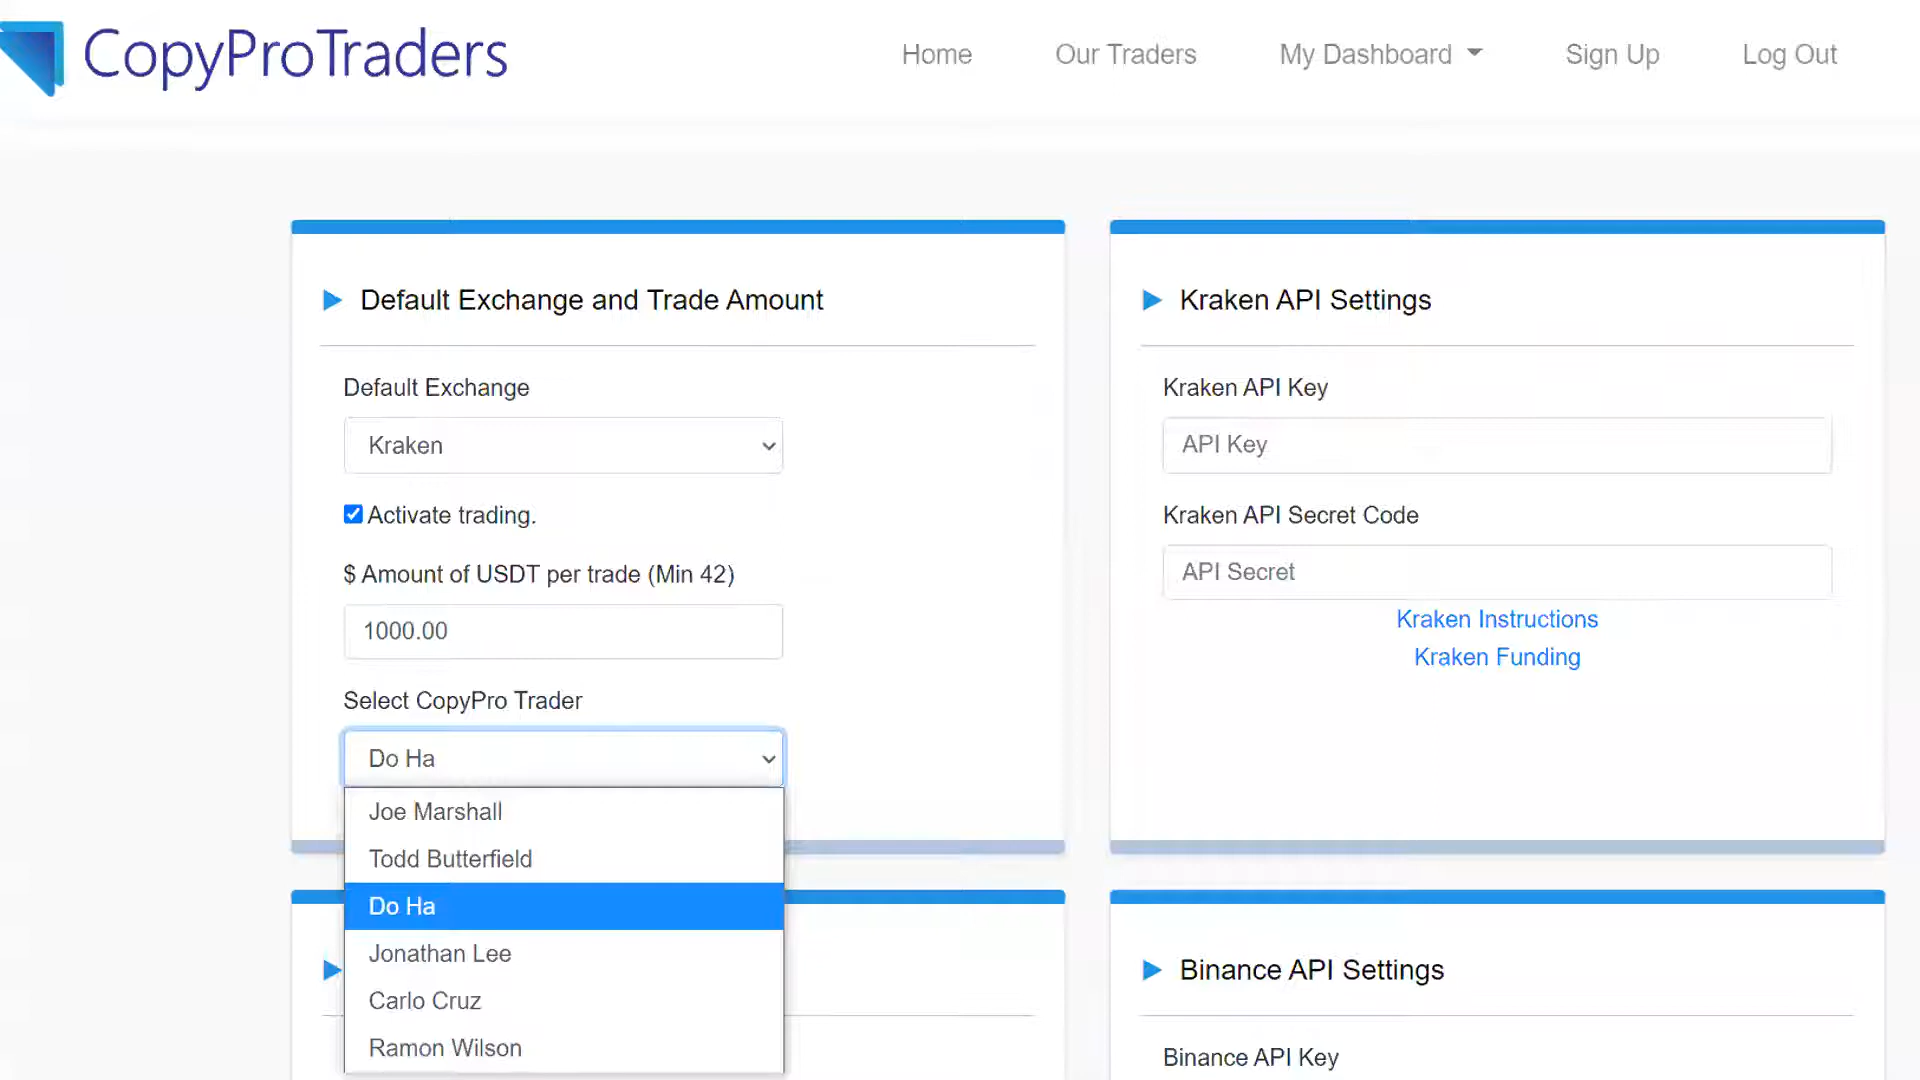 CopyProTraders
Home
Our Traders
My Dashboard
Sign Up
Log Out
Default Exchange and Trade Amount
Default Exchange
Kraken
Activate trading.
$ Amount of USDT per trade (Min 42)
1000.00
Select CopyPro Trader
Do Ha
Joe Marshall
Todd Butterfield
Do Ha
Jonathan Lee
Carlo Cruz
Ramon Wilson
Kraken API Settings
Kraken API Key
API Key
Kraken API Secret Code
API Secret
Kraken Instructions
Kraken Funding
Binance API Settings
Binance API Key